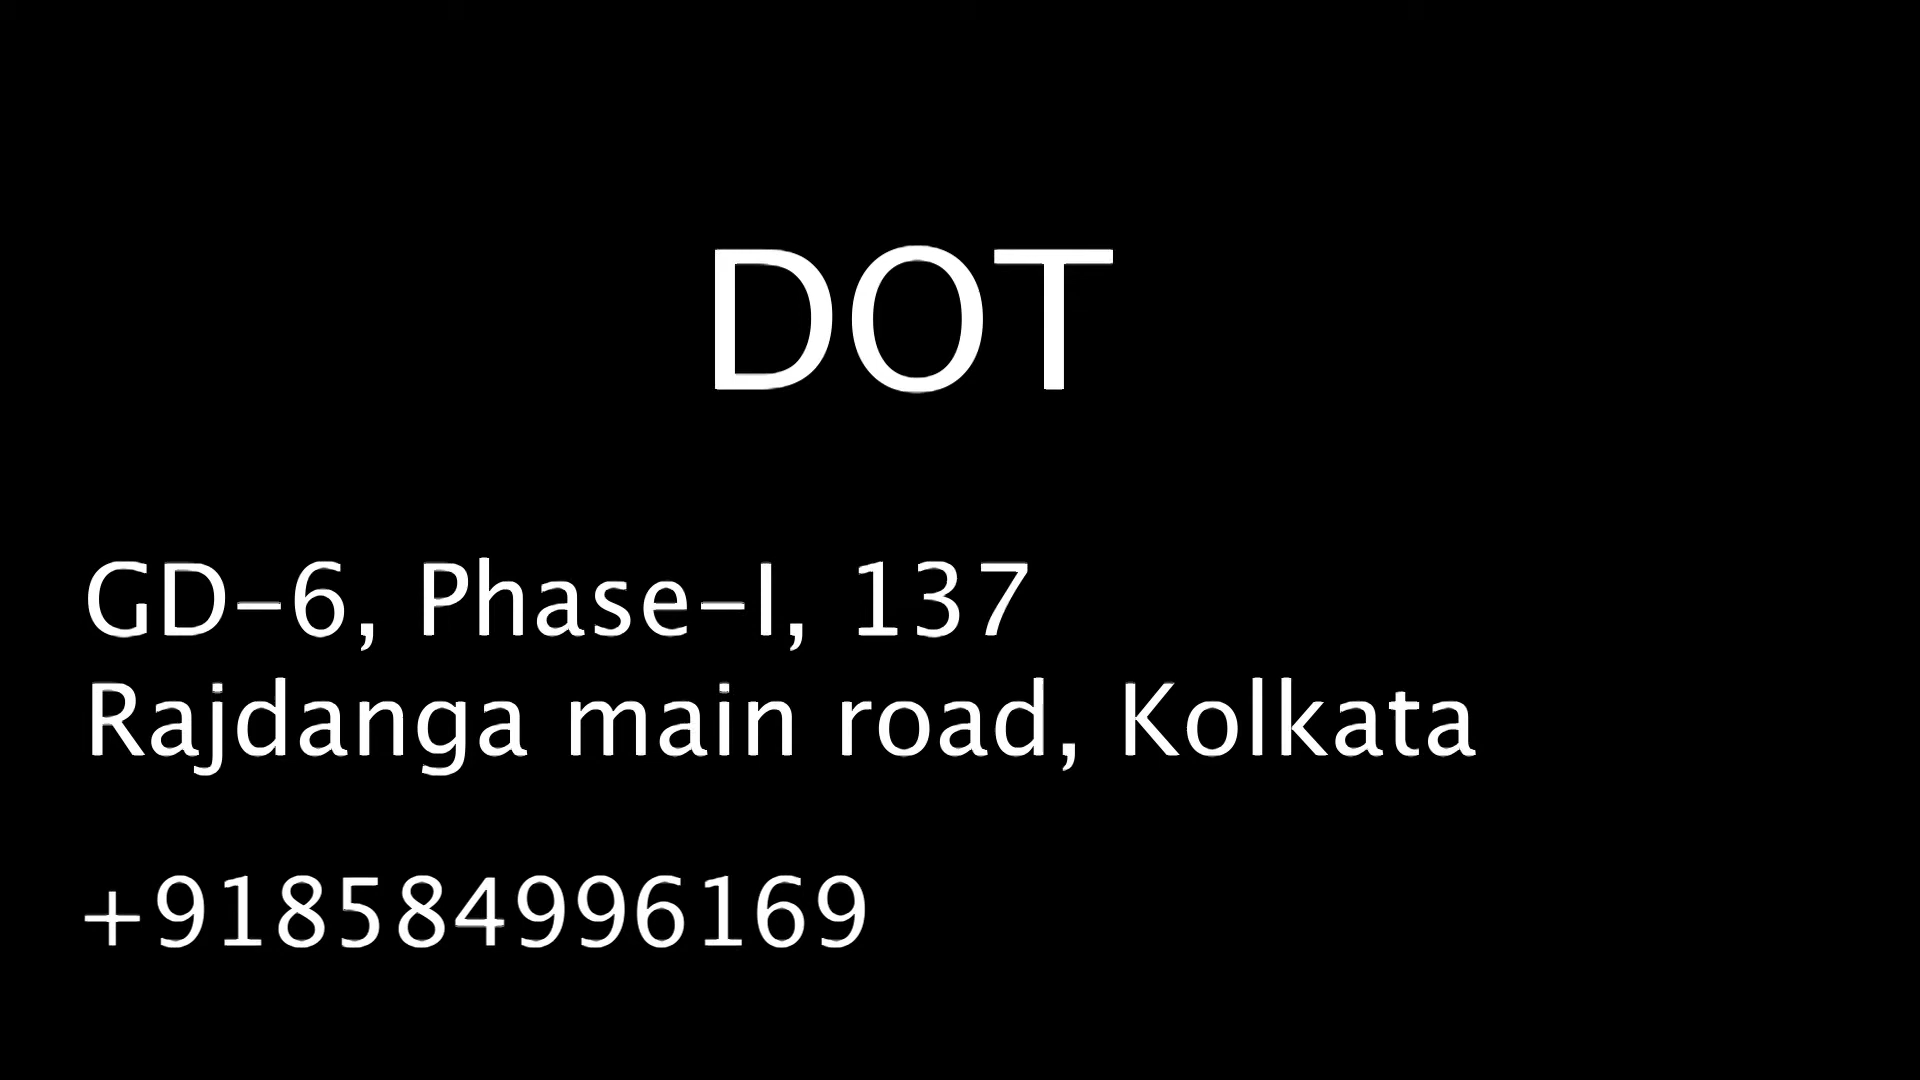 DOT
GD-6, Phase-I, 137
Rajdanga main road, Kolkata
+918584996169